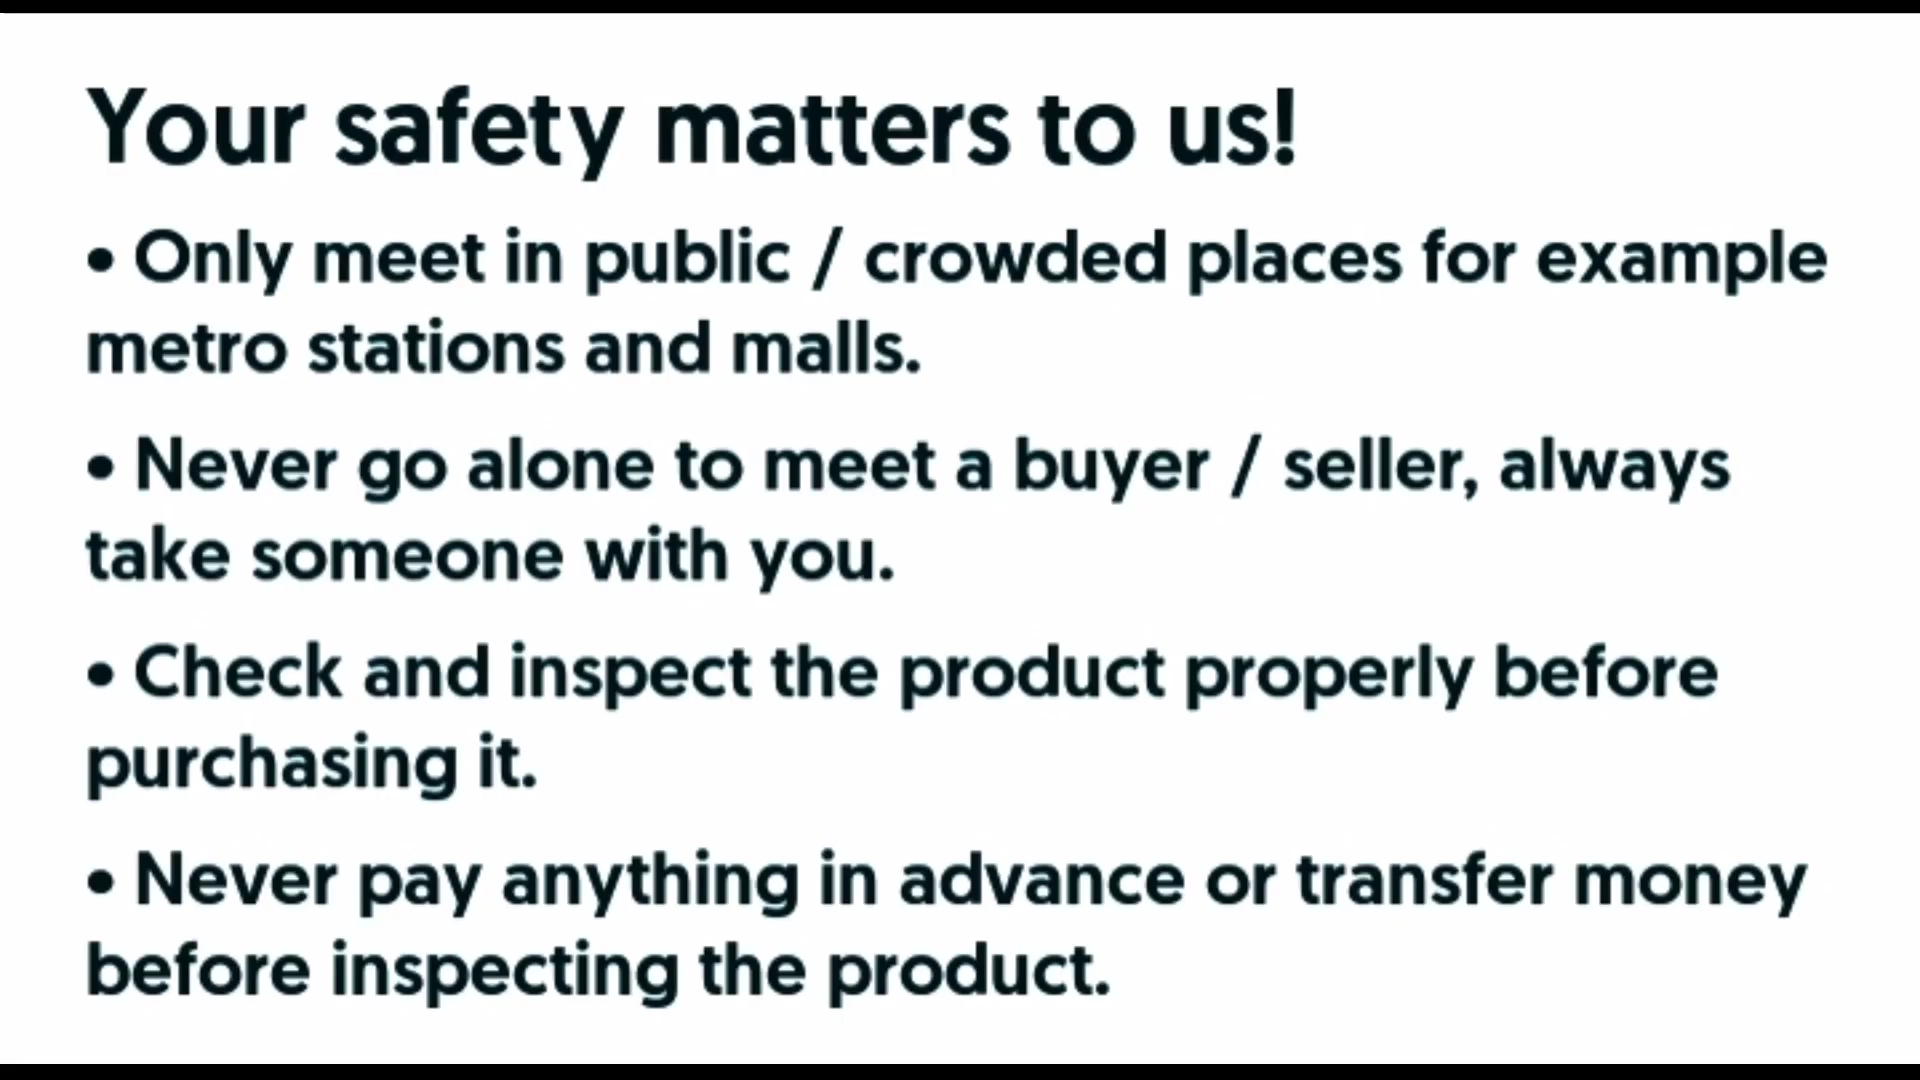 Your safety matters to us!
• Only meet in public / crowded places for example
metro stations and malls.
• Never go alone to meet a buyer / seller, always
take someone with you.
• Check and inspect the product properly before
purchasing it.
• Never pay anything in advance or transfer money
before inspecting the product.